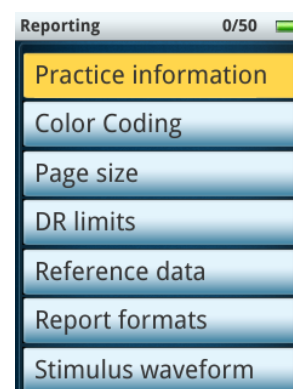 Reporting 0/50
Practice information
Color Coding
Page size
DR limits
Reference data
Report formats
Stimulus waveform